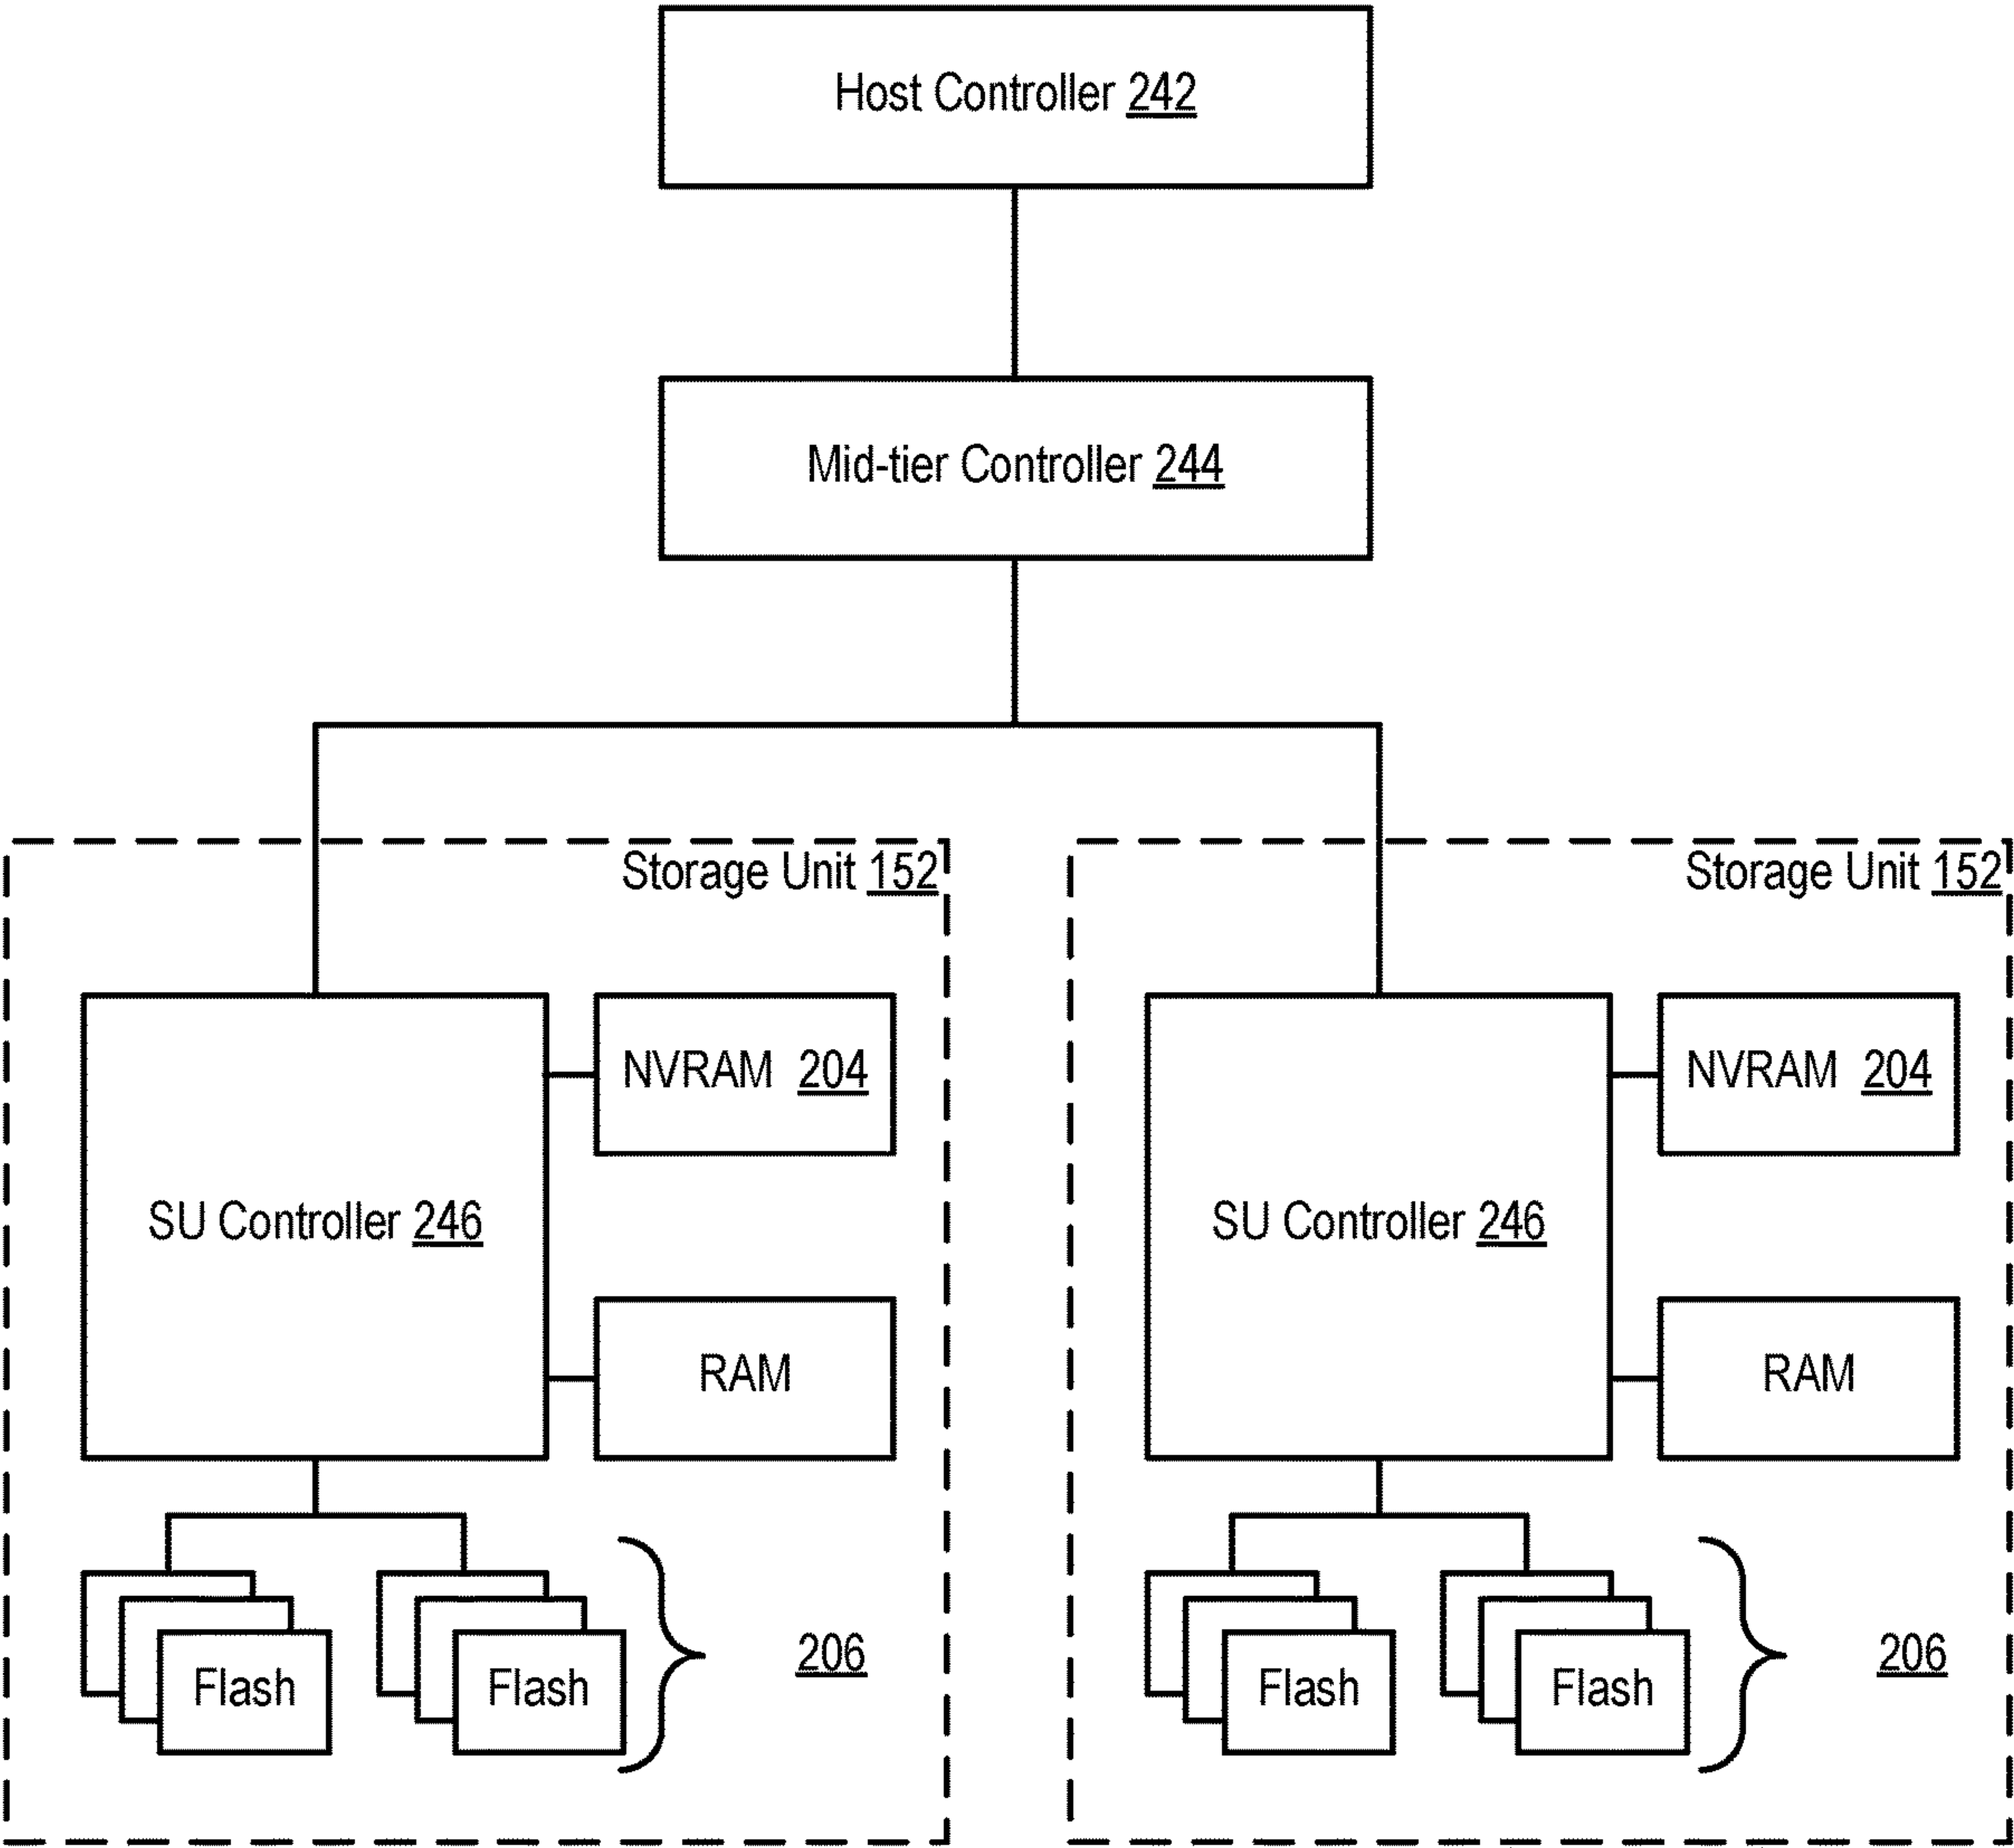 Host Controller 242
Mid-tier Controller 244
Storage Unit 152
NVRAM 204
SU Controller 246
RAM
Flash
Flash
206
Storage Unit 152
NVRAM 204
SU Controller 246
RAM
Flash
Flash
206